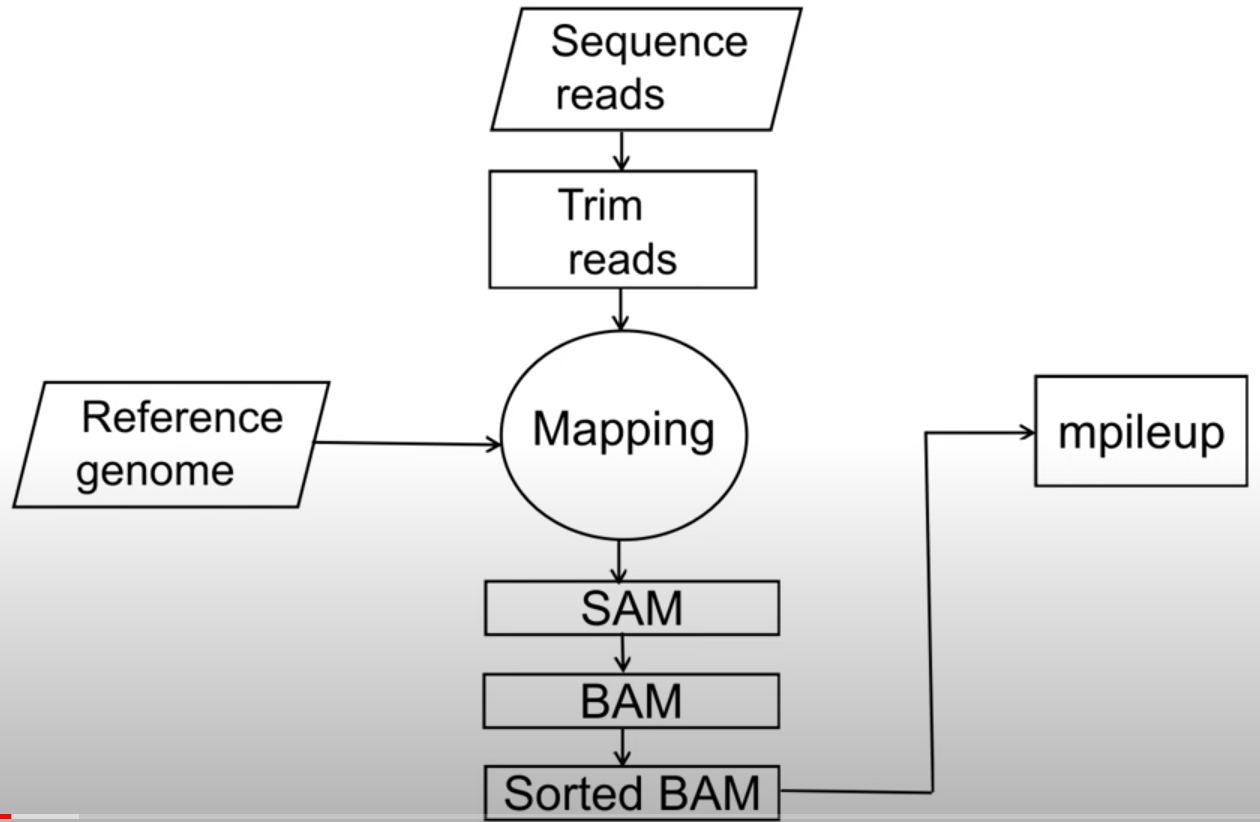 Sequence
reads
Trim
reads
Reference
genome
Mapping
mpileup
SAM
BAM
Sorted BAM